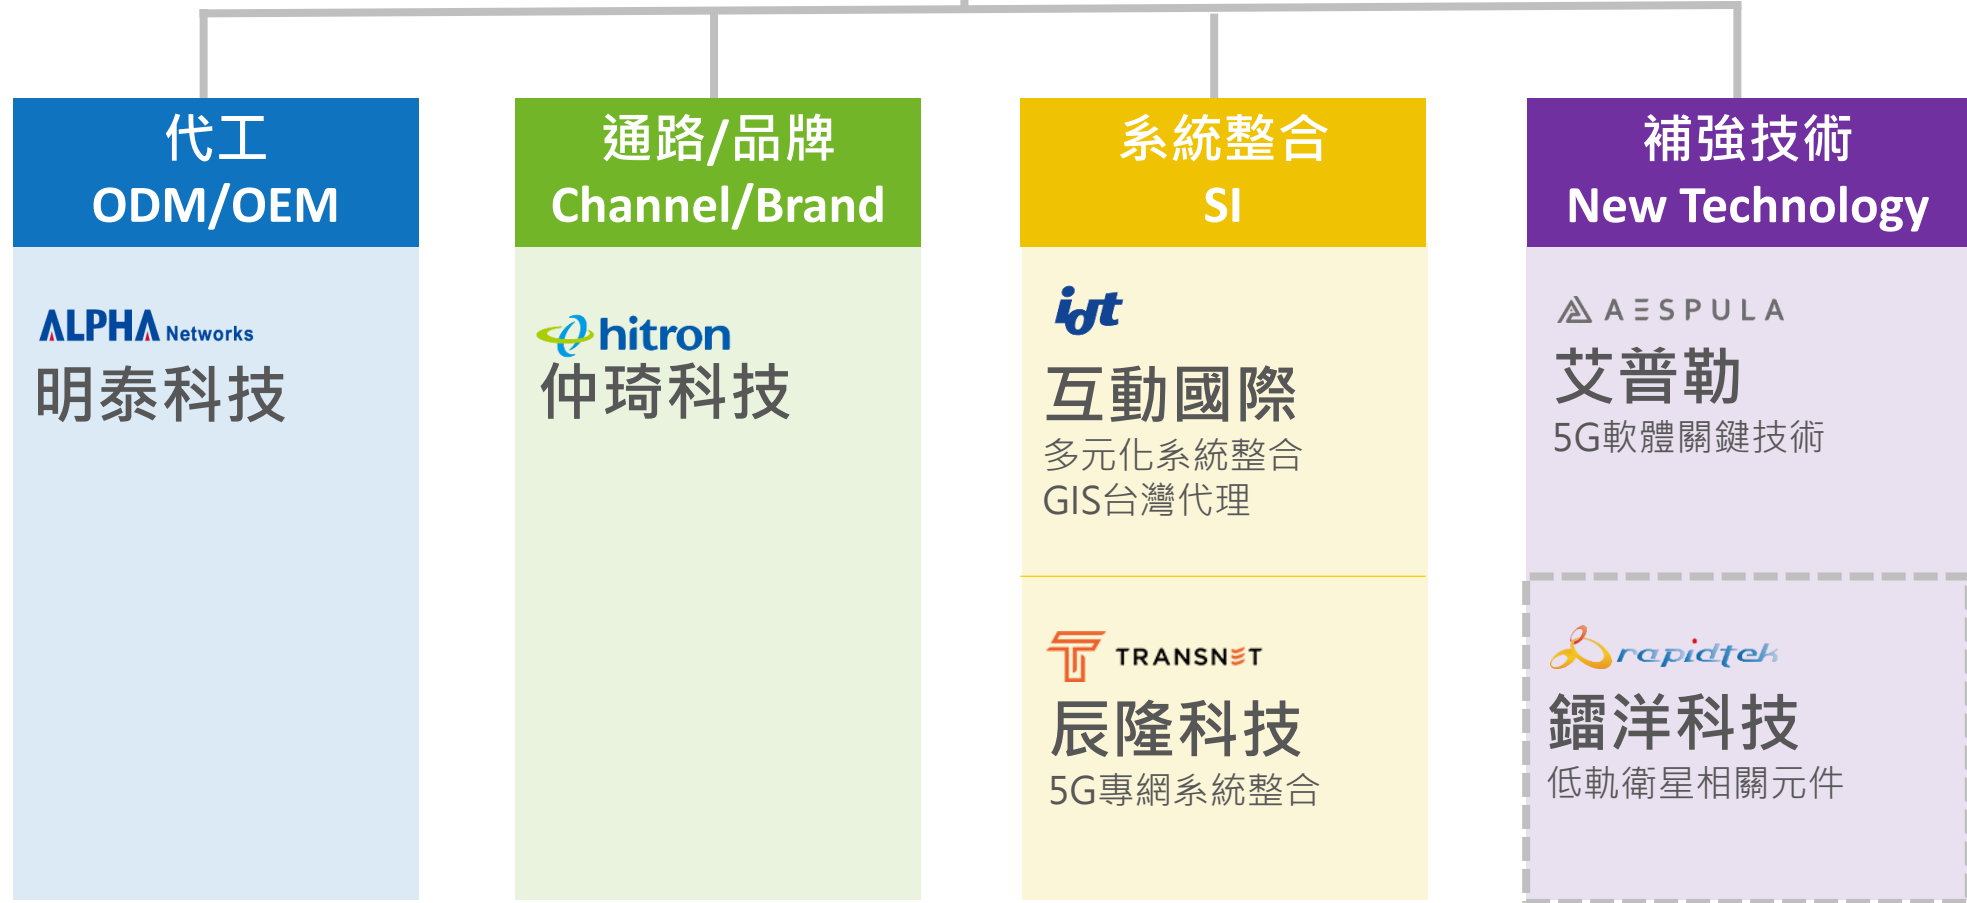 代工
ODM/OEM
ALPHA Networks
明泰科技
通路/品牌
Channel/Brand
hitron
仲琦科技
系統整合
SI
idt
互動國際
多元化系統整合
GIS台灣代理
TRANSNET
辰隆科技
5G專網系統整合
補強技術
New Technology
AESPULA
艾普勒
5G軟體關鍵技術
rapidtek
鐳洋科技
低軌衛星相關元件